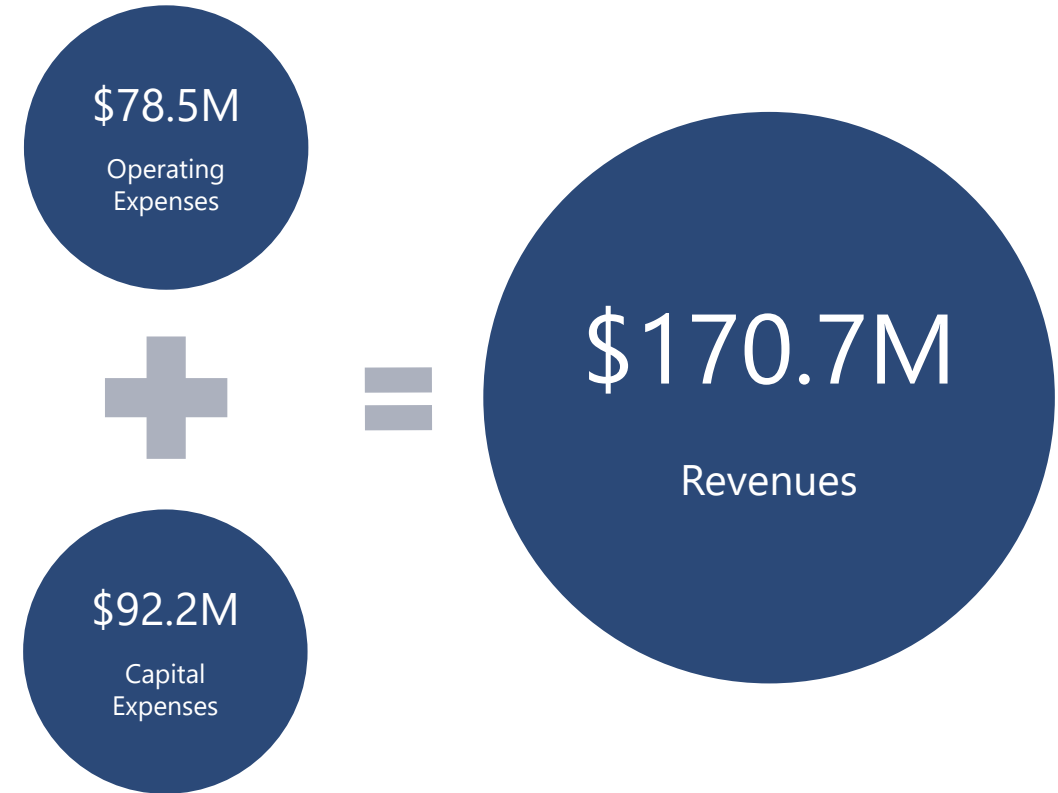 $78.5M
Operating
Expenses
$92.2M
Capital
Expenses
$170.7M
Revenues